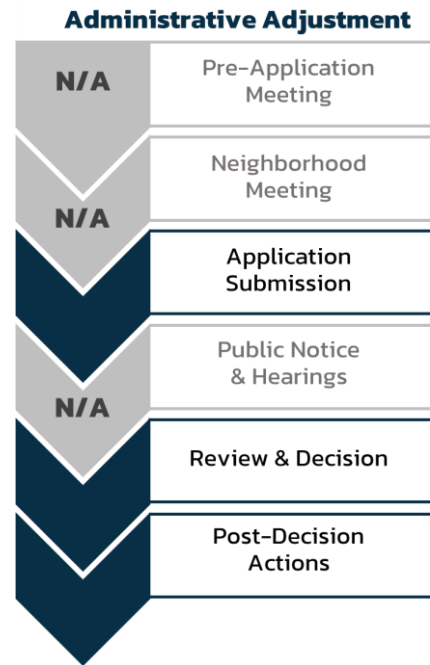 Administrative Adjustment
N/A
Pre-Application
Meeting
Neighborhood
Meeting
N/A
Application
Submission
Public Notice
& Hearings
N/A
Review & Decision
Post-Decision
Actions